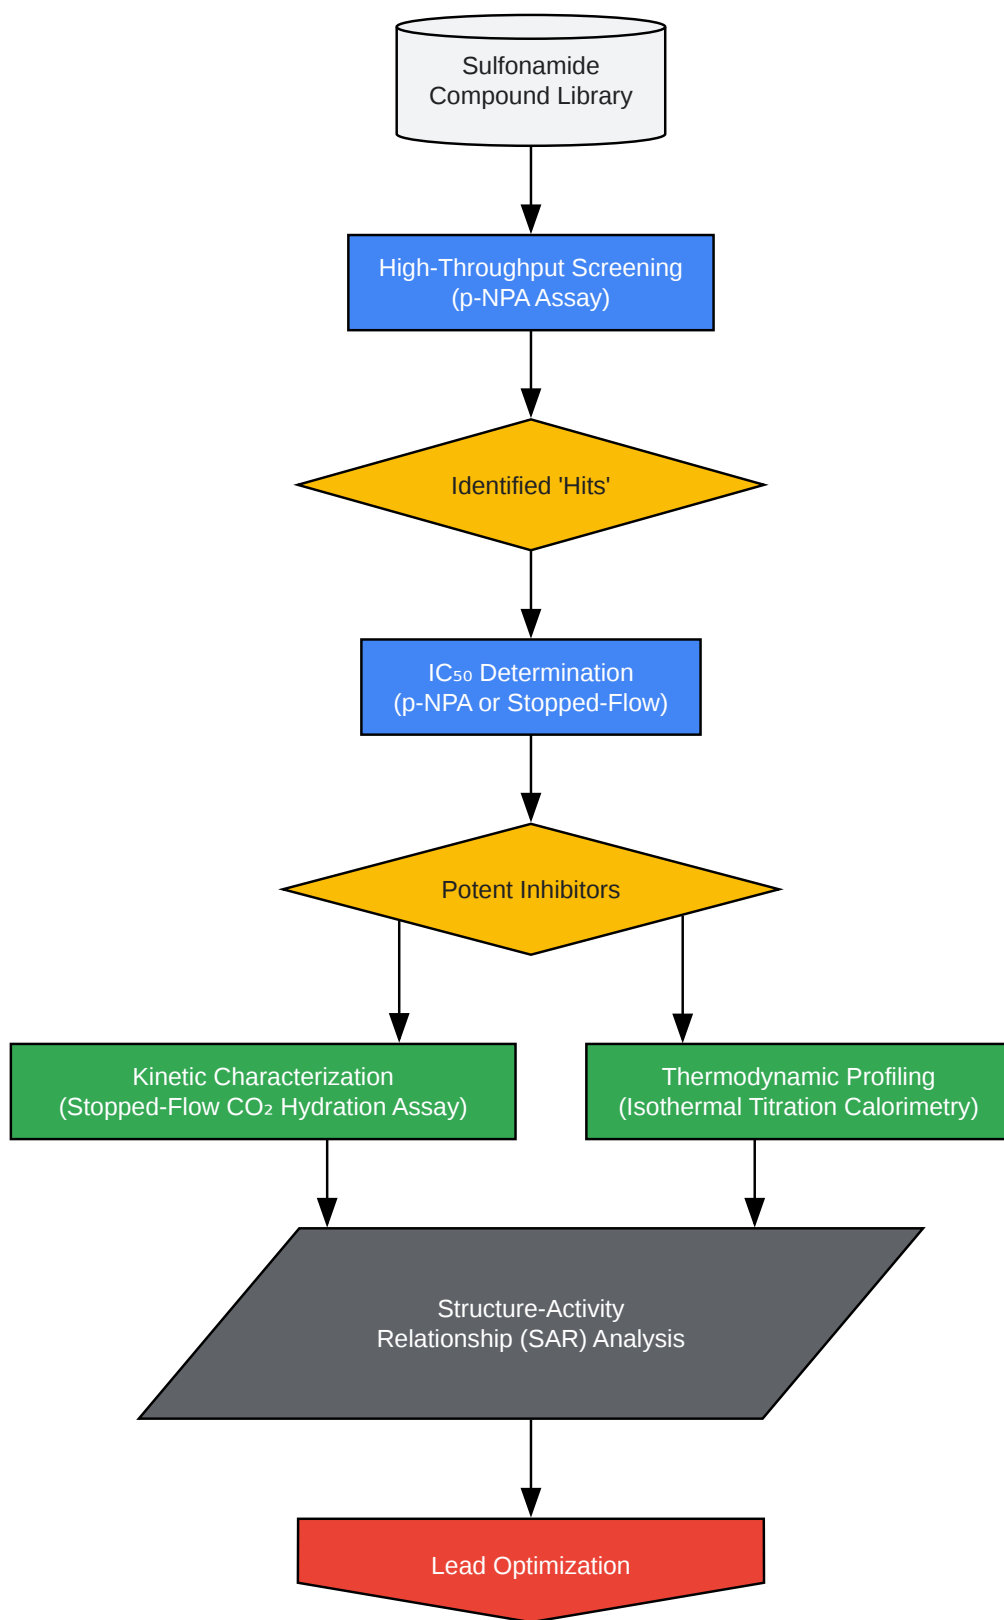 Sulfonamide
Compound Library
High-Throughput Screening
(p-NPA Assay)
Identified 'Hits'
IC₅₀ Determination
(p-NPA or Stopped-Flow)
Potent Inhibitors
Kinetic Characterization
(Stopped-Flow CO₂ Hydration Assay)
Thermodynamic Profiling
(Isothermal Titration Calorimetry)
Structure-Activity
Relationship (SAR) Analysis
Lead Optimization